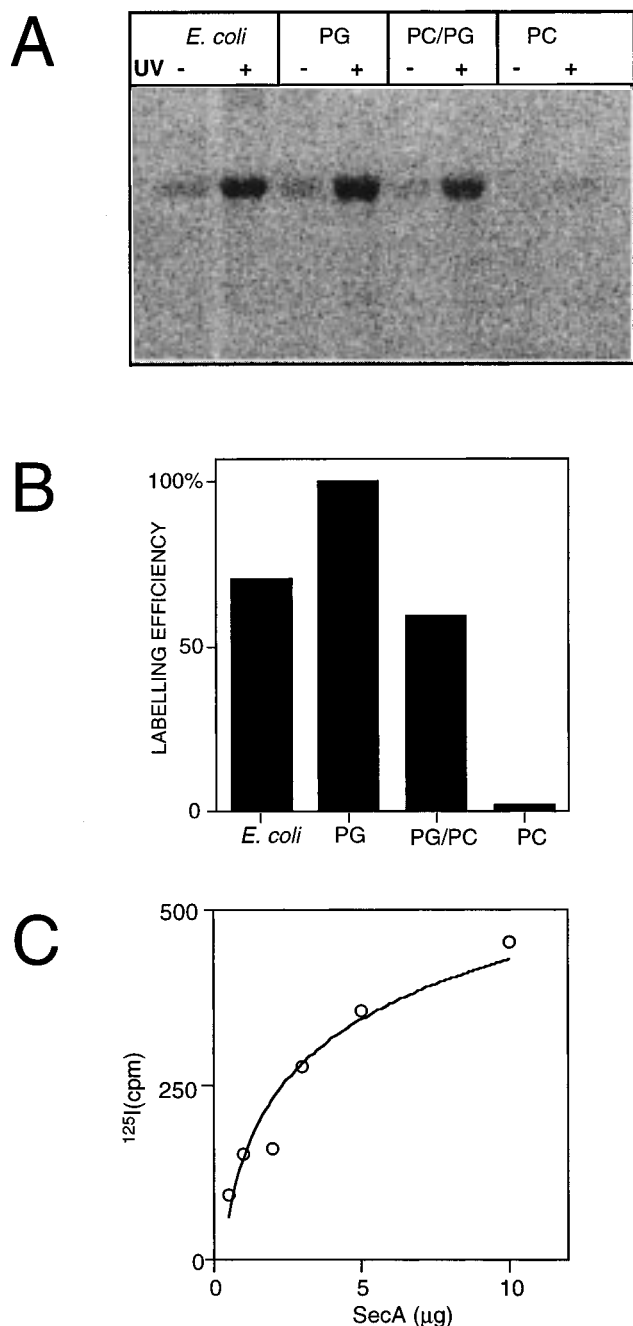 A
E. coli PG PC/PG PC
UV - + - + - + - +
B
100%
50
0
LABELLING EFFICIENCY
E. coli PG PG/PC PC
C
500
250
0
125I(cpm)
0 5 10
SecA (µg)